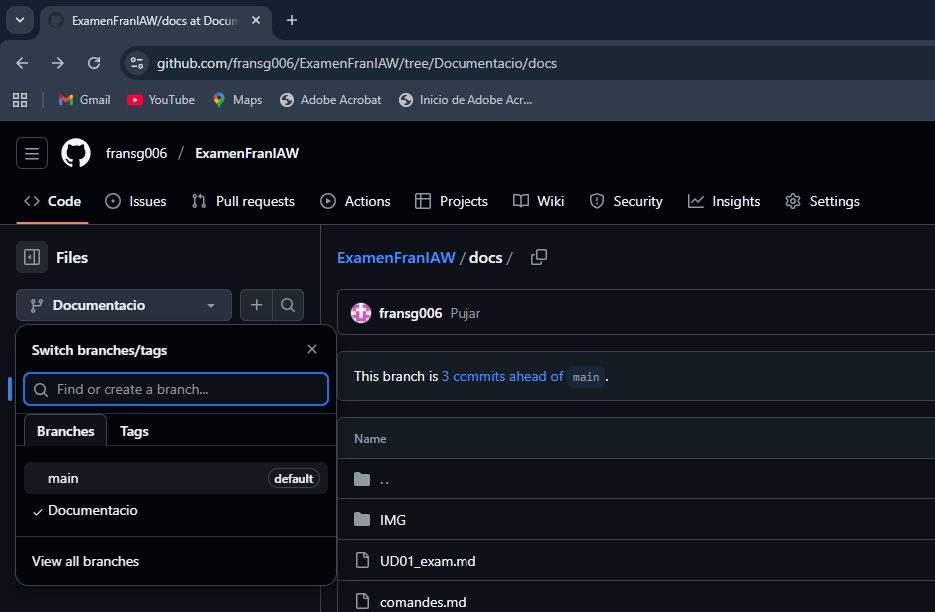 ExamenFranIAW/docs at Docum
github.com/fransg006/ExamenFranIAW/tree/Documentacio/docs
Gmail YouTube Maps Adobe Acrobat Inicio de Adobe Acr...
fransg006 / ExamenFranIAW
Code Issues Pull requests Actions Projects Wiki Security Insights Settings
Files
Documentacio
Switch branches/tags
Find or create a branch...
Branches Tags
main default
Documentacio
View all branches
ExamenFranIAW / docs /
fransg006 Pujar
This branch is 3 commits ahead of main .
Name
..
IMG
UD01_exam.md
comandes.md